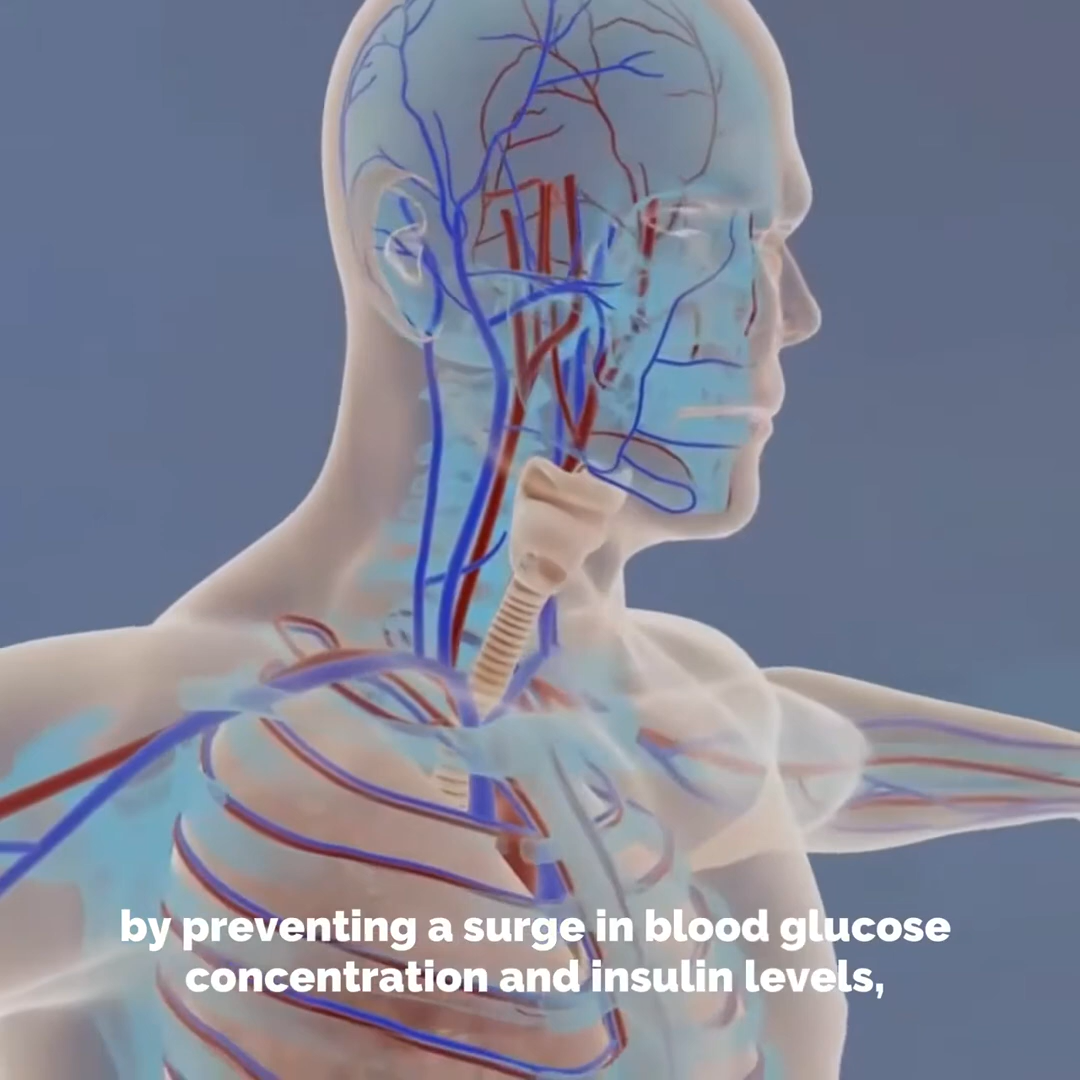 by preventing a surge in blood glucose
concentration and insulin levels,